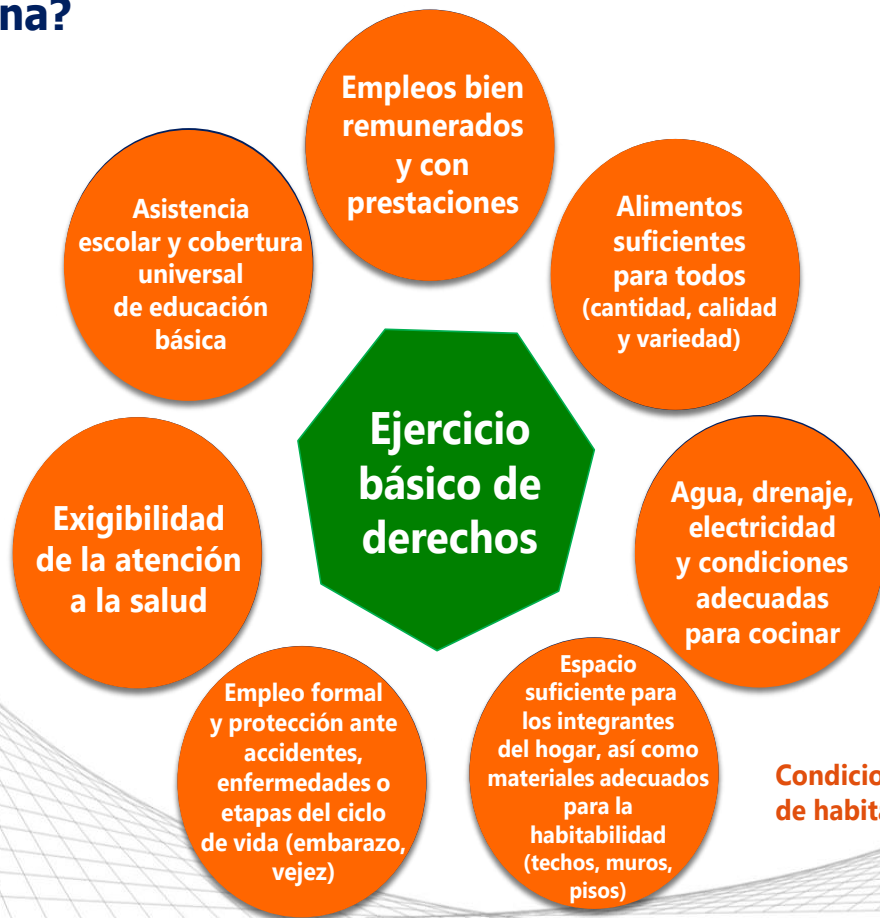 na?
Empleos bien
remunerados
y con
prestaciones
Asistencia
escolar y cobertura
universal
de educación
básica
Alimentos
suficientes
para todos
(cantidad, calidad
y variedad)
Ejercicio
básico de
derechos
Exigibilidad
de la atención
a la salud
Agua, drenaje,
electricidad
y condiciones
adecuadas
para cocinar
Empleo formal
y protección ante
accidentes,
enfermedades o
etapas del ciclo
de vida (embarazo,
vejez)
Espacio
suficiente para
los integrantes
del hogar, así como
materiales adecuados
para la
habitabilidad
(techos, muros,
pisos)
Condicio
de habita